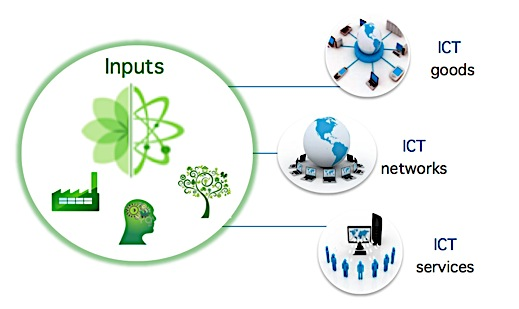 Inputs
ICT
goods
ICT
networks
ICT
services